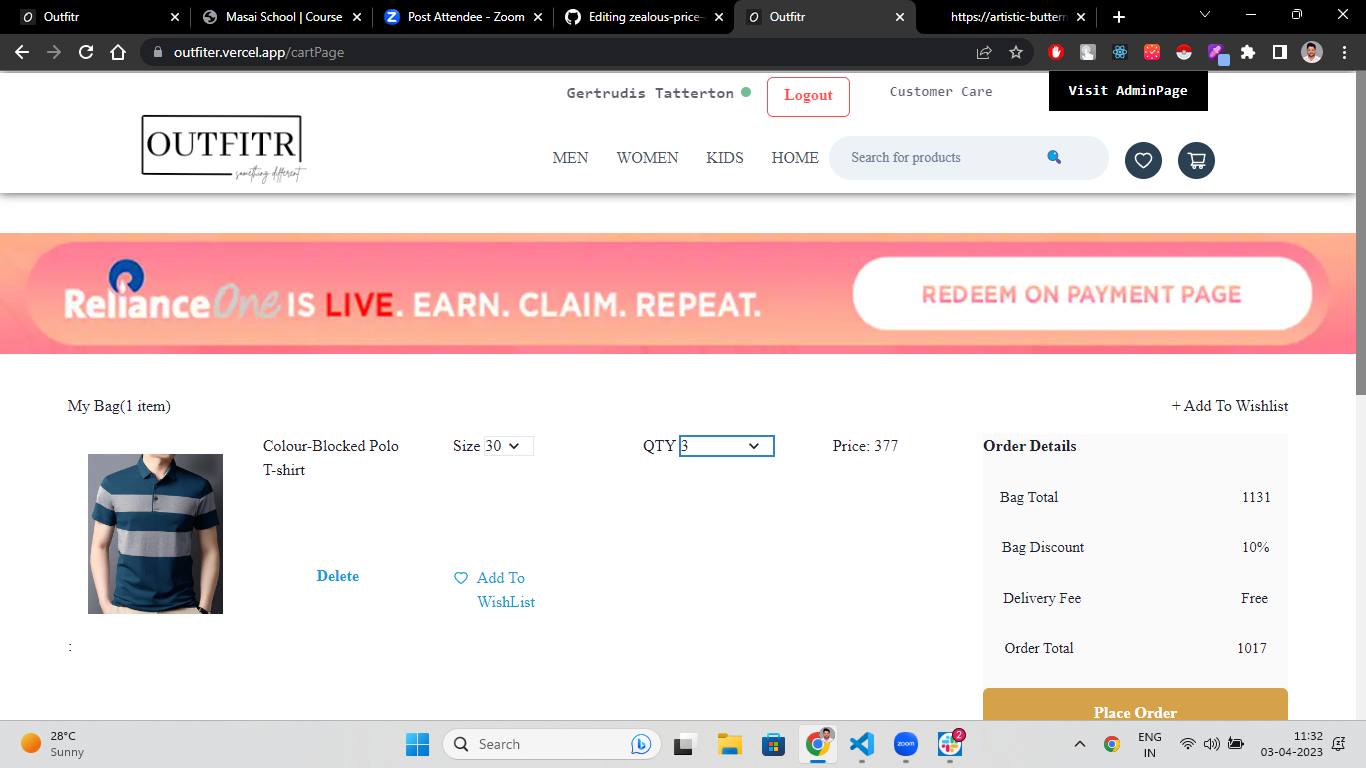 Outfitr
Masai School | Course
Post Attendee - Zoom
Editing zealous-price-
Outfitr
https://artistic-butterm
outfiter.vercel.app/cartPage
Gertrudis Tatterton
Logout
Customer Care
Visit AdminPage
OUTFITR
something different
MEN
WOMEN
KIDS
HOME
Search for products
RelianceOne IS LIVE. EARN. CLAIM. REPEAT.
REDEEM ON PAYMENT PAGE
My Bag(1 item)
+ Add To Wishlist
Colour-Blocked Polo
T-shirt
Size 30
QTY 3
Price: 377
Delete
Add To
WishList
:
Order Details
Bag Total 1131
Bag Discount 10%
Delivery Fee Free
Order Total 1017
Place Order
28°C
Sunny
Search
zoom
2
ENG
IN
11:32
03-04-2023